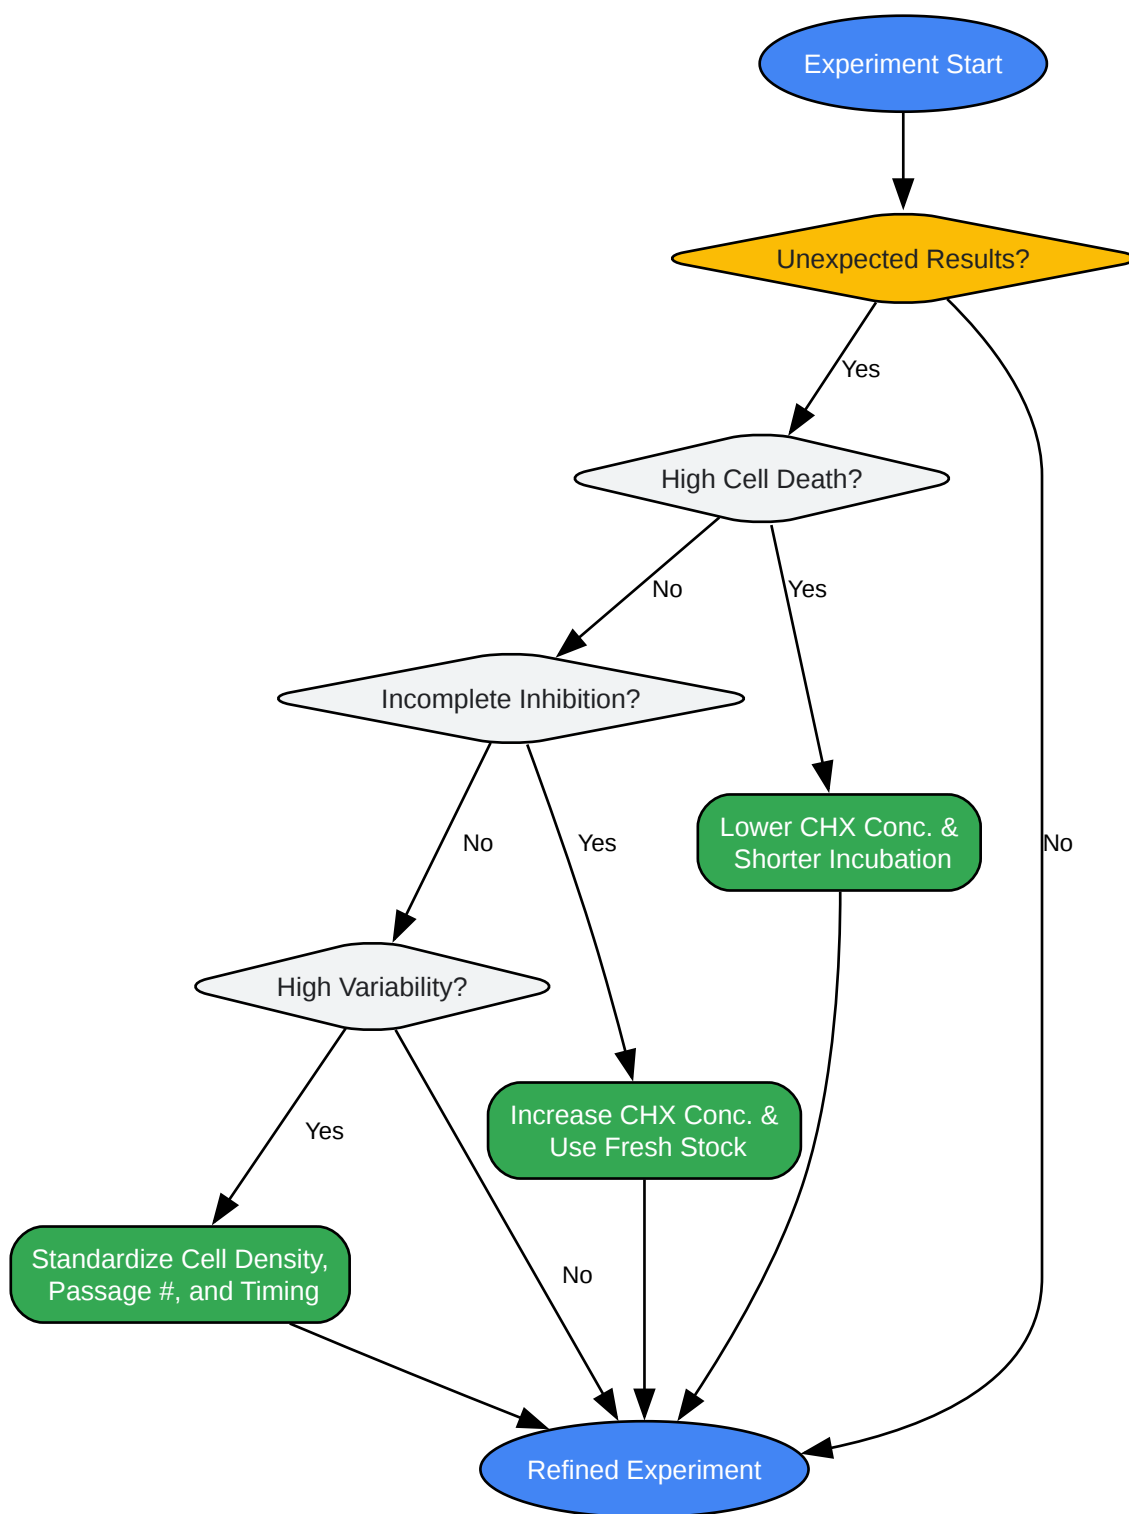 Experiment Start
Unexpected Results?
Yes
High Cell Death?
No
Yes
Incomplete Inhibition?
Lower CHX Conc. &
Shorter Incubation
No
Yes
No
High Variability?
Increase CHX Conc. &
Use Fresh Stock
Yes
Standardize Cell Density,
Passage #, and Timing
No
Refined Experiment